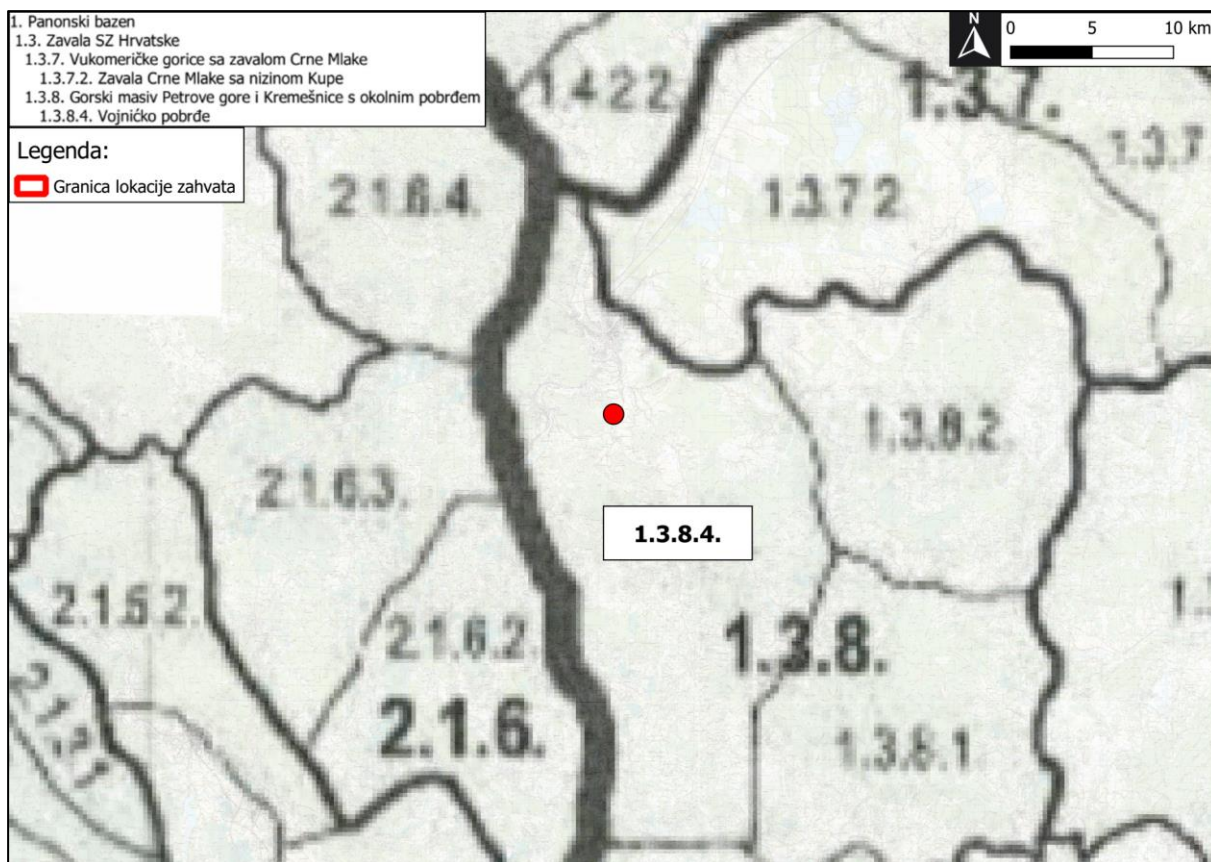 1. Panonski bazen
1.3. Zavala SZ Hrvatske
1.3.7. Vukomeričke gorice sa zavalom Crne Mlake
1.3.7.2. Zavala Crne Mlake sa nizinom Kupe
1.3.8. Gorski masiv Petrove gore i Kremešnice s okolnim pobrđem
1.3.8.4. Vojničko pobrđe
Legenda:
Granica lokacije zahvata
N
0 5 10 km
1.4.2 2.
1.3.7.
1.3.7
2.1.6.4.
1.3.7 2
1.3.8.2.
2.1.6.3.
1.3.8.4.
2.1.6.2.
1.3.8.
2.1.6.
1.3.8.1.